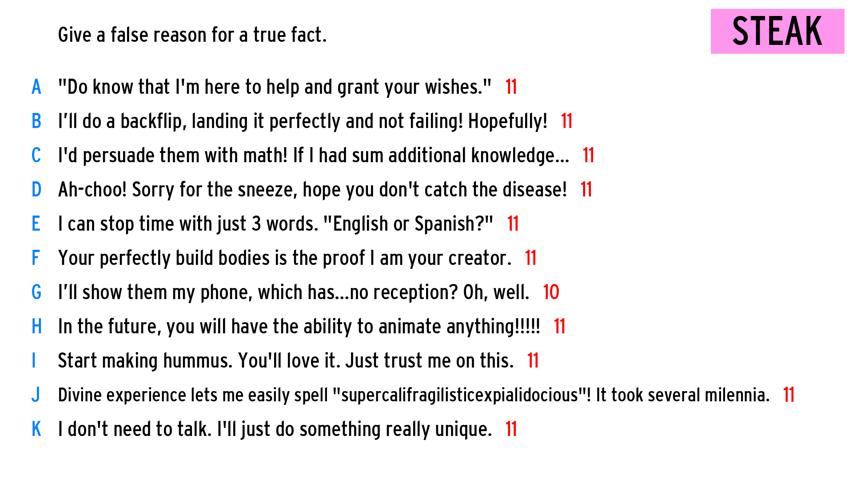 Give a false reason for a true fact.
STEAK
A "Do know that I'm here to help and grant your wishes." 11
B I'll do a backflip, landing it perfectly and not failing! Hopefully! 11
C I'd persuade them with math! If I had sum additional knowledge... 11
D Ah-choo! Sorry for the sneeze, hope you don't catch the disease! 11
E I can stop time with just 3 words. "English or Spanish?" 11
F Your perfectly build bodies is the proof I am your creator. 11
G I'll show them my phone, which has...no reception? Oh, well. 10
H In the future, you will have the ability to animate anything!!!!! 11
I Start making hummus. You'll love it. Just trust me on this. 11
J Divine experience lets me easily spell "supercalifragilisticexpialidocious"! It took several milennia. 11
K I don't need to talk. I'll just do something really unique. 11